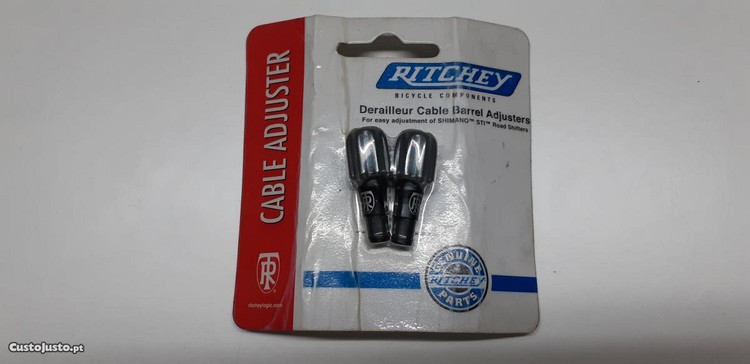 CABLE ADJUSTER
ritcheylogic.com
RITCHEY
BICYCLE COMPONENTS
Derailleur Cable Barrel Adjusters
For easy adjustment of SHIMANO™ STI™ Road Shifters
GENUINE
RITCHEY
PARTS
CustoJusto.pt